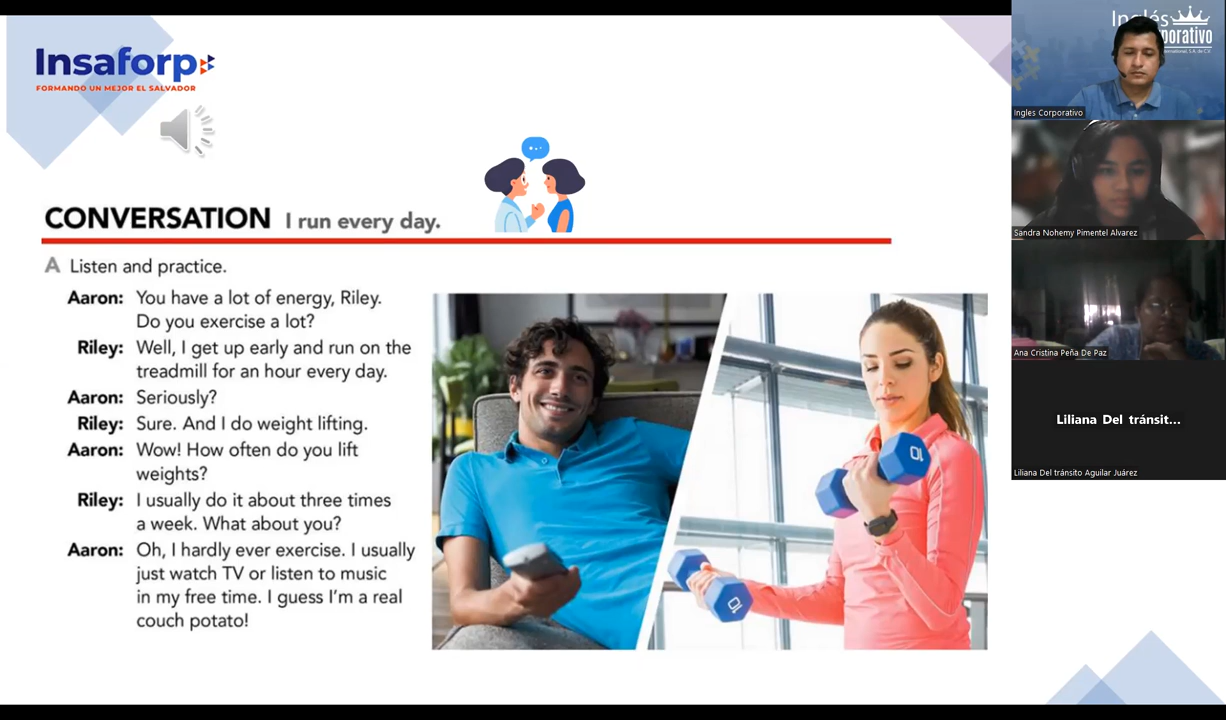 Insaforp
FORMANDO UN MEJOR EL SALVADOR
CONVERSATION I run every day.
A Listen and practice.
Aaron: You have a lot of energy, Riley.
Do you exercise a lot?
Riley: Well, I get up early and run on the
treadmill for an hour every day.
Aaron: Seriously?
Riley: Sure. And I do weight lifting.
Aaron: Wow! How often do you lift
weights?
Riley: I usually do it about three times
a week. What about you?
Aaron: Oh, I hardly ever exercise. I usually
just watch TV or listen to music
in my free time. I guess I'm a real
couch potato!
10
10
Inglés
Ingles Corporativo
Sandra Nohemy Pimentel Alvarez
Ana Cristina Peña De Paz
Liliana Del tránsit...
Liliana Del tránsito Aguilar Juárez